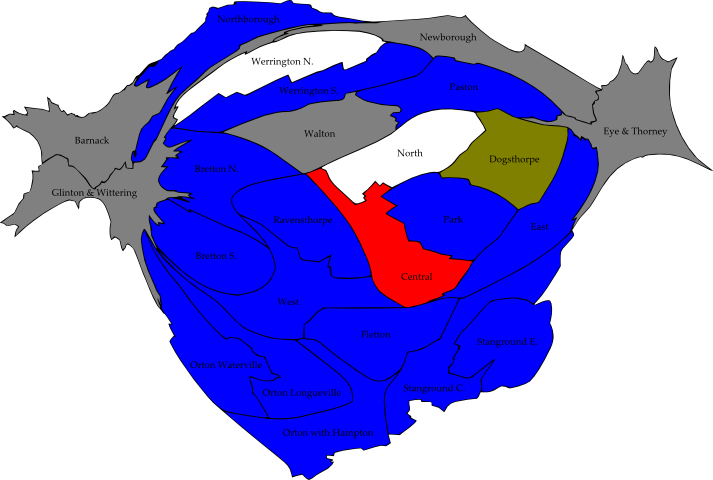 Northborough
Newborough
Werrington N.
Werrington S.
Paston
Walton
Eye & Thorney
Barnack
North
Dogsthorpe
Bretton N.
Glinton & Wittering
Ravensthorpe
Park
East
Bretton S.
Central
West
Fletton
Stanground E.
Orton Waterville
Orton Longueville
Stanground C.
Orton with Hampton